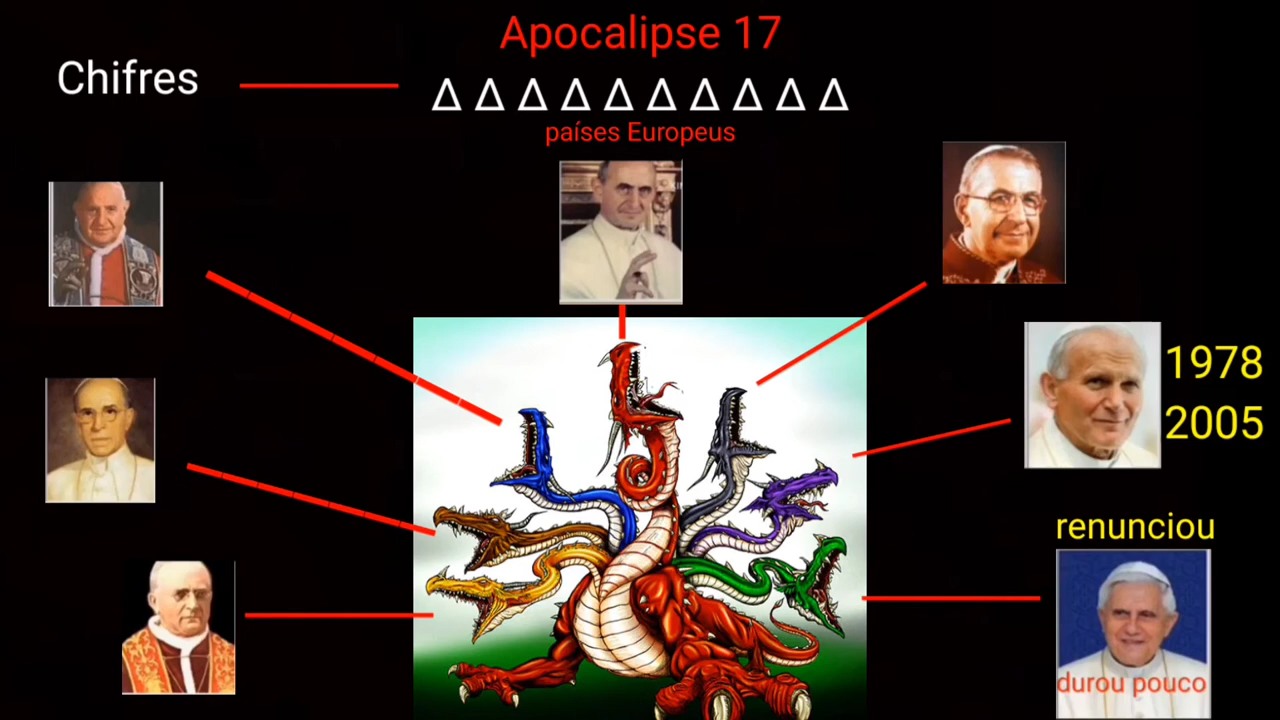 Apocalipse 17
Chifres
Δ Δ Δ Δ Δ Δ Δ Δ Δ Δ
países Europeus
1978
2005
renunciou
durou pouco